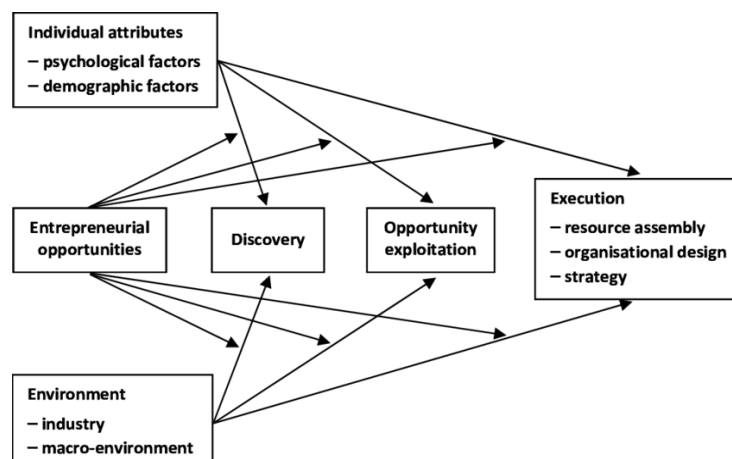 Individual attributes
– psychological factors
– demographic factors
Entrepreneurial
opportunities
Discovery
Opportunity
exploitation
Execution
– resource assembly
– organisational design
– strategy
Environment
– industry
– macro-environment